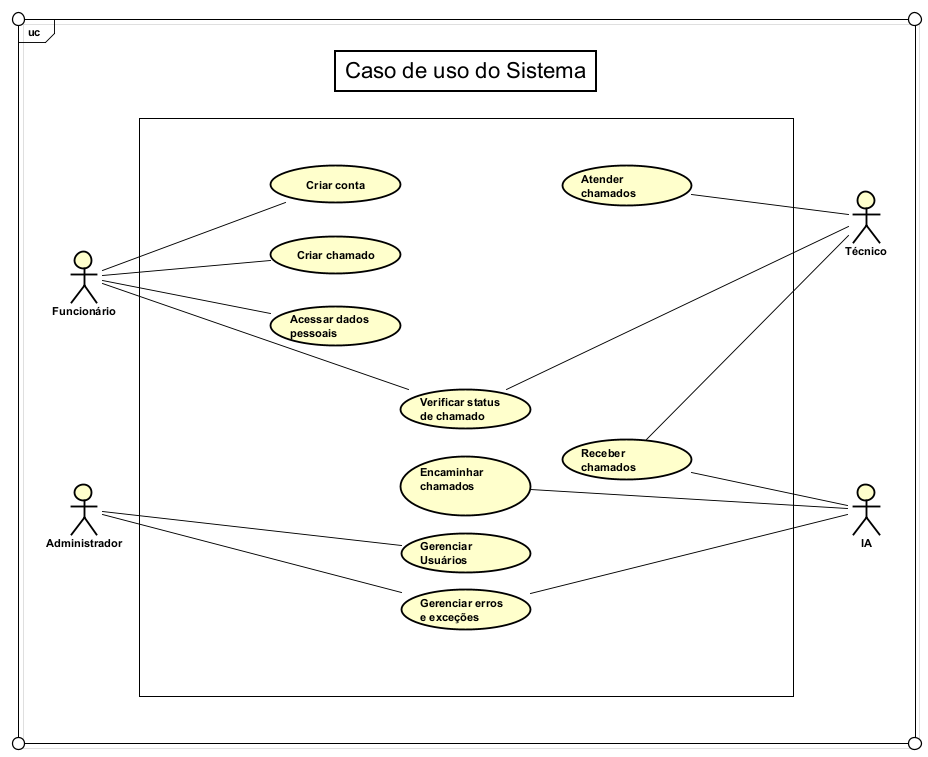 uc
Caso de uso do Sistema
Criar conta
Atender
chamados
Técnico
Criar chamado
Funcionário
Acessar dados
pessoais
Verificar status
de chamado
Receber
chamados
Encaminhar
chamados
Administrador
IA
Gerenciar
Usuários
Gerenciar erros
e exceções